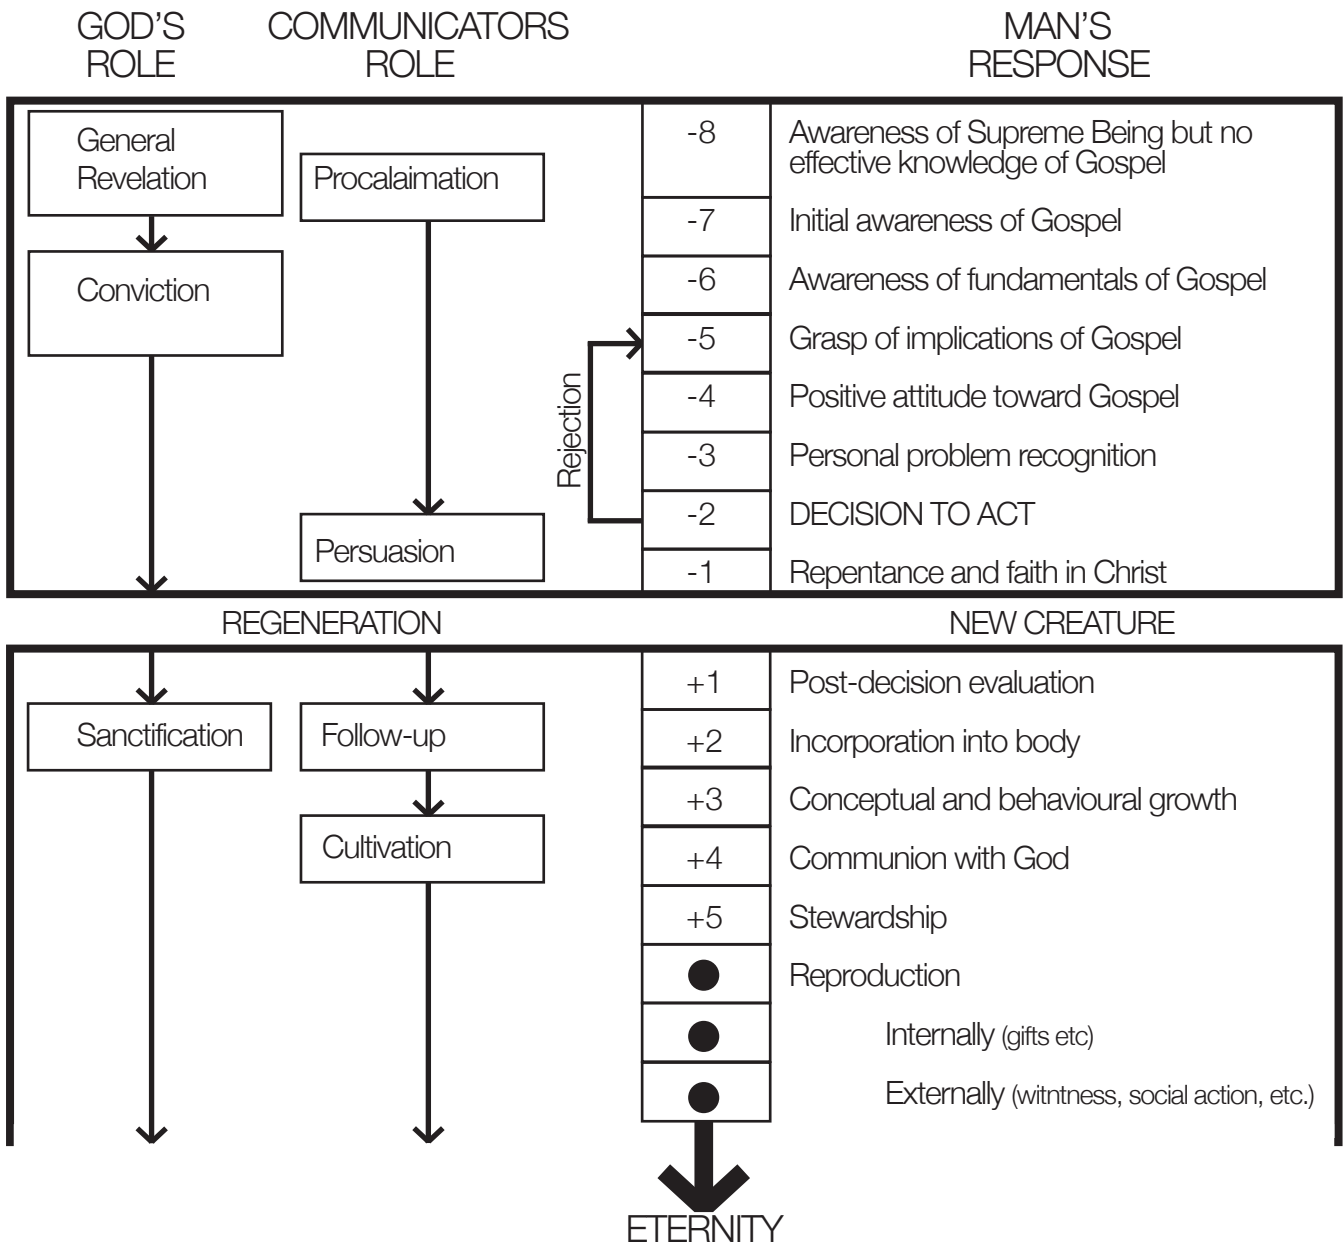 GOD'S
ROLE
COMMUNICATORS
ROLE
MAN'S
RESPONSE
General
Revelation
Procalaimation
Conviction
Persuasion
Rejection
-8 Awareness of Supreme Being but no
effective knowledge of Gospel
-7 Initial awareness of Gospel
-6 Awareness of fundamentals of Gospel
-5 Grasp of implications of Gospel
-4 Positive attitude toward Gospel
-3 Personal problem recognition
-2 DECISION TO ACT
-1 Repentance and faith in Christ
REGENERATION NEW CREATURE
Sanctification
Follow-up
Cultivation
+1 Post-decision evaluation
+2 Incorporation into body
+3 Conceptual and behavioural growth
+4 Communion with God
+5 Stewardship
Reproduction
Internally (gifts etc)
Externally (witntness, social action, etc.)
ETERNITY